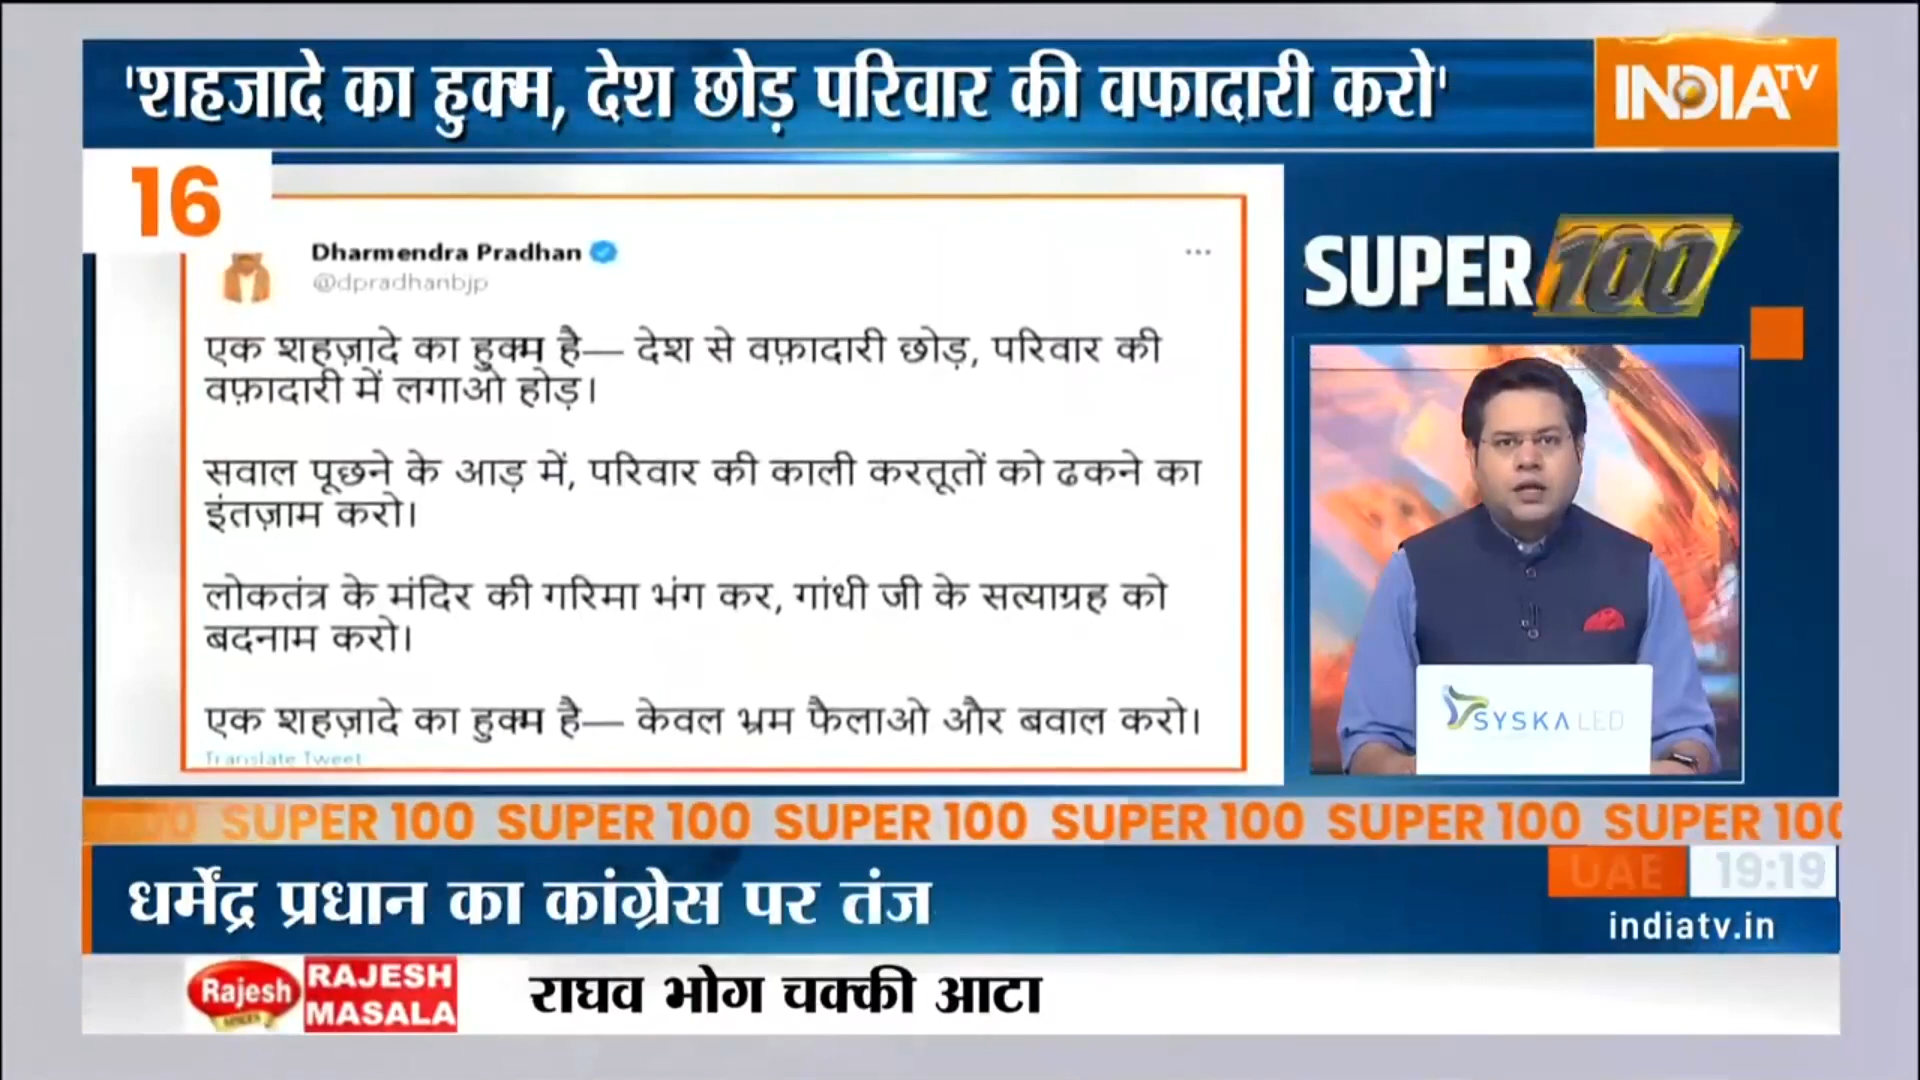 'शहजादे का हुक्म, देश छोड़ परिवार की वफादारी करो'
INDIA TV
16
Dharmendra Pradhan
@dpradhanbjp
एक शहज़ादे का हुक्म है— देश से वफ़ादारी छोड़, परिवार की
वफ़ादारी में लगाओ होड़।
सवाल पूछने के आड़ में, परिवार की काली करतूतों को ढकने का
इंतज़ाम करो।
लोकतंत्र के मंदिर की गरिमा भंग कर, गांधी जी के सत्याग्रह को
बदनाम करो।
एक शहज़ादे का हुक्म है— केवल भ्रम फैलाओ और बवाल करो।
Translate Tweet
SUPER 100
SYSKA LED
00 SUPER 100 SUPER 100 SUPER 100 SUPER 100 SUPER 100 SUPER 100
धर्मेंद्र प्रधान का कांग्रेस पर तंज
UAE 19:19
indiatv.in
Rajesh
RAJESH
MASALA
राघव भोग चक्की आटा